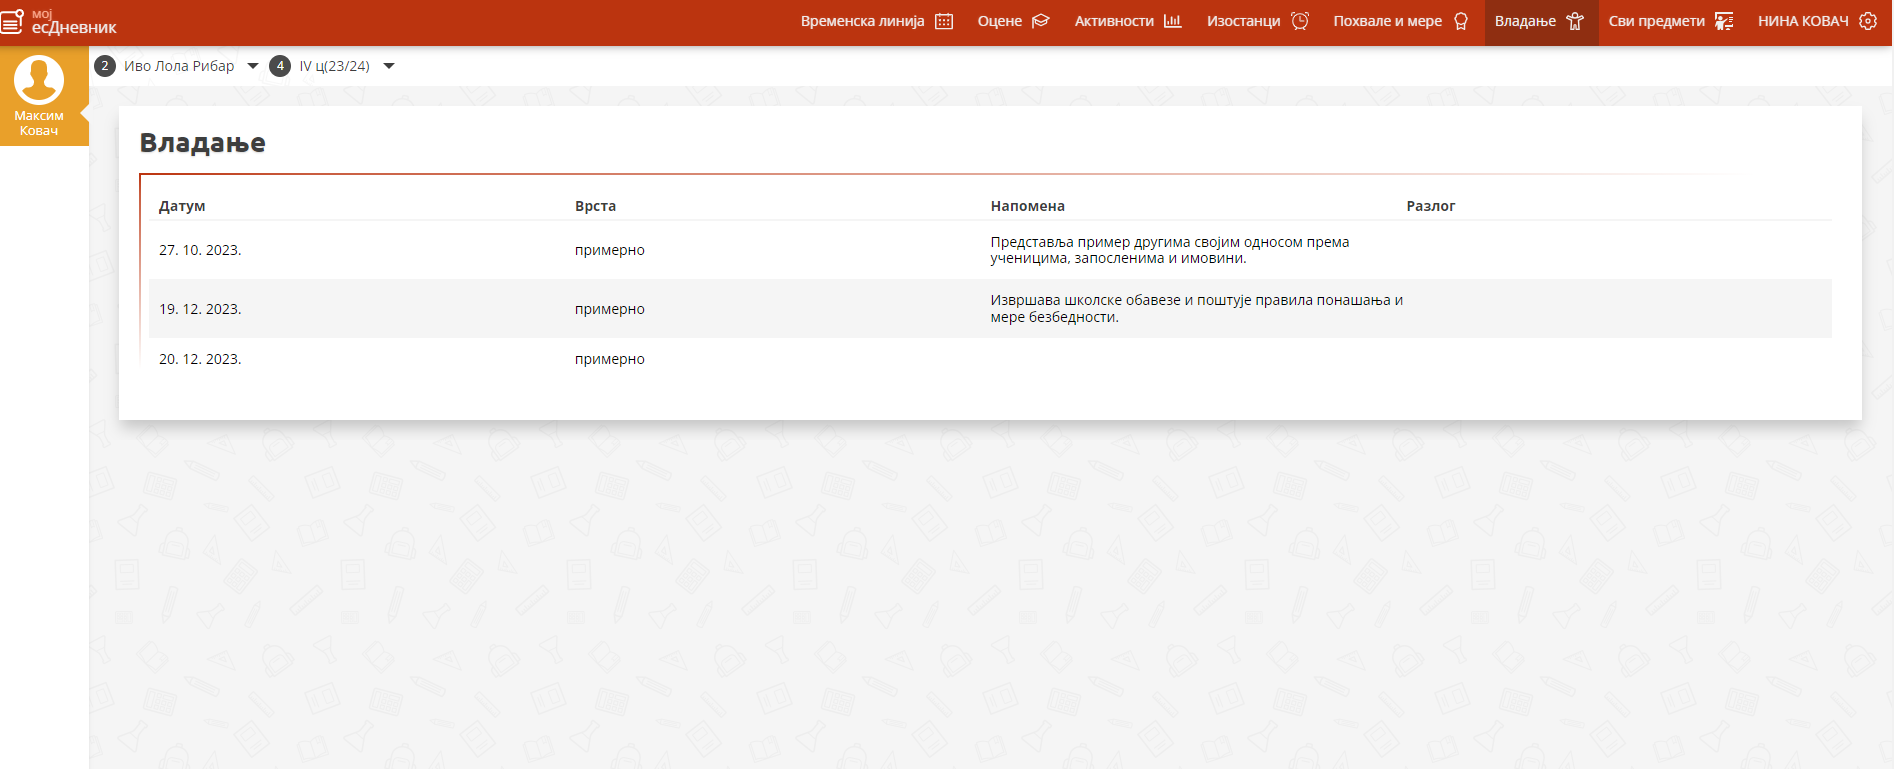 мој
есДневник
Временска линија
Оцене
Активности
Изостанци
Похвале и мере
Владање
Сви предмети
НИНА КОВАЧ
Максим
Ковач
2 Иво Лола Рибар
4 IV ц(23/24)
Владање
Датум Врста Напомена Разлог
27. 10. 2023. примерно Представља пример другима својим односом према
ученицима, запосленима и имовини.
19. 12. 2023. примерно Извршава школске обавезе и поштује правила понашања и
мере безбедности.
20. 12. 2023. примерно